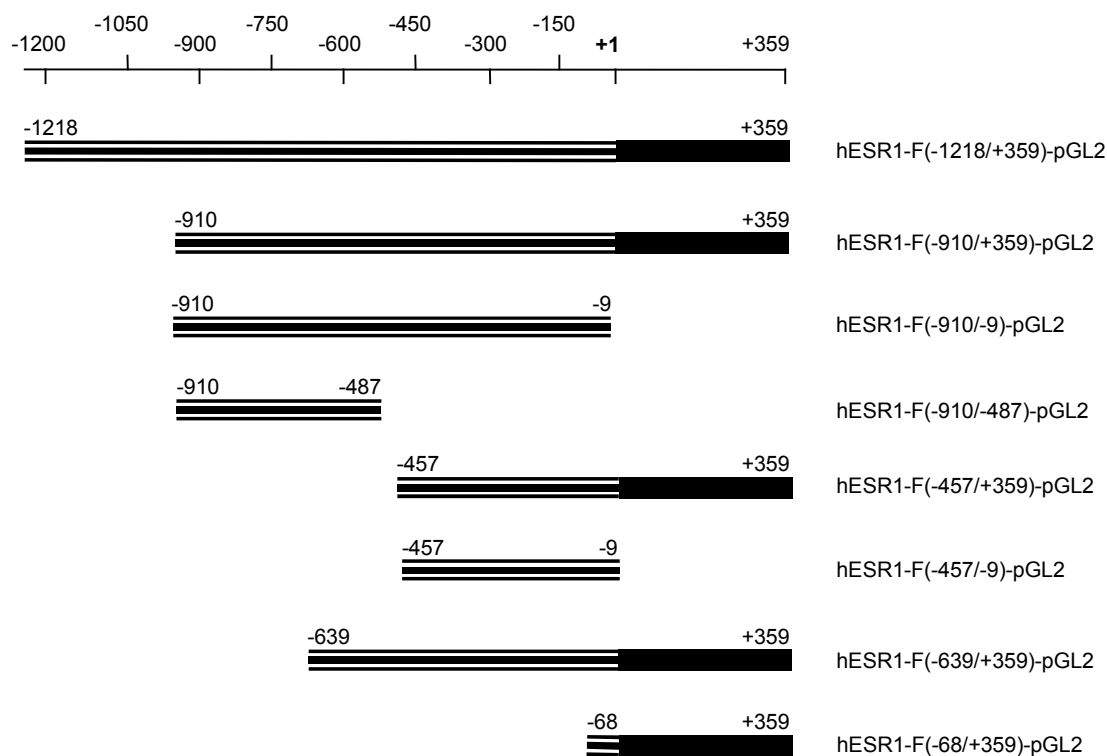 -1050 -750 -450 -150
-1200 -900 -600 -300 +1 +359
-1218 +359
hESR1-F(-1218/+359)-pGL2
-910 +359
hESR1-F(-910/+359)-pGL2
-910 -9
hESR1-F(-910/-9)-pGL2
-910 -487
hESR1-F(-910/-487)-pGL2
-457 +359
hESR1-F(-457/+359)-pGL2
-457 -9
hESR1-F(-457/-9)-pGL2
-639 +359
hESR1-F(-639/+359)-pGL2
-68 +359
hESR1-F(-68/+359)-pGL2